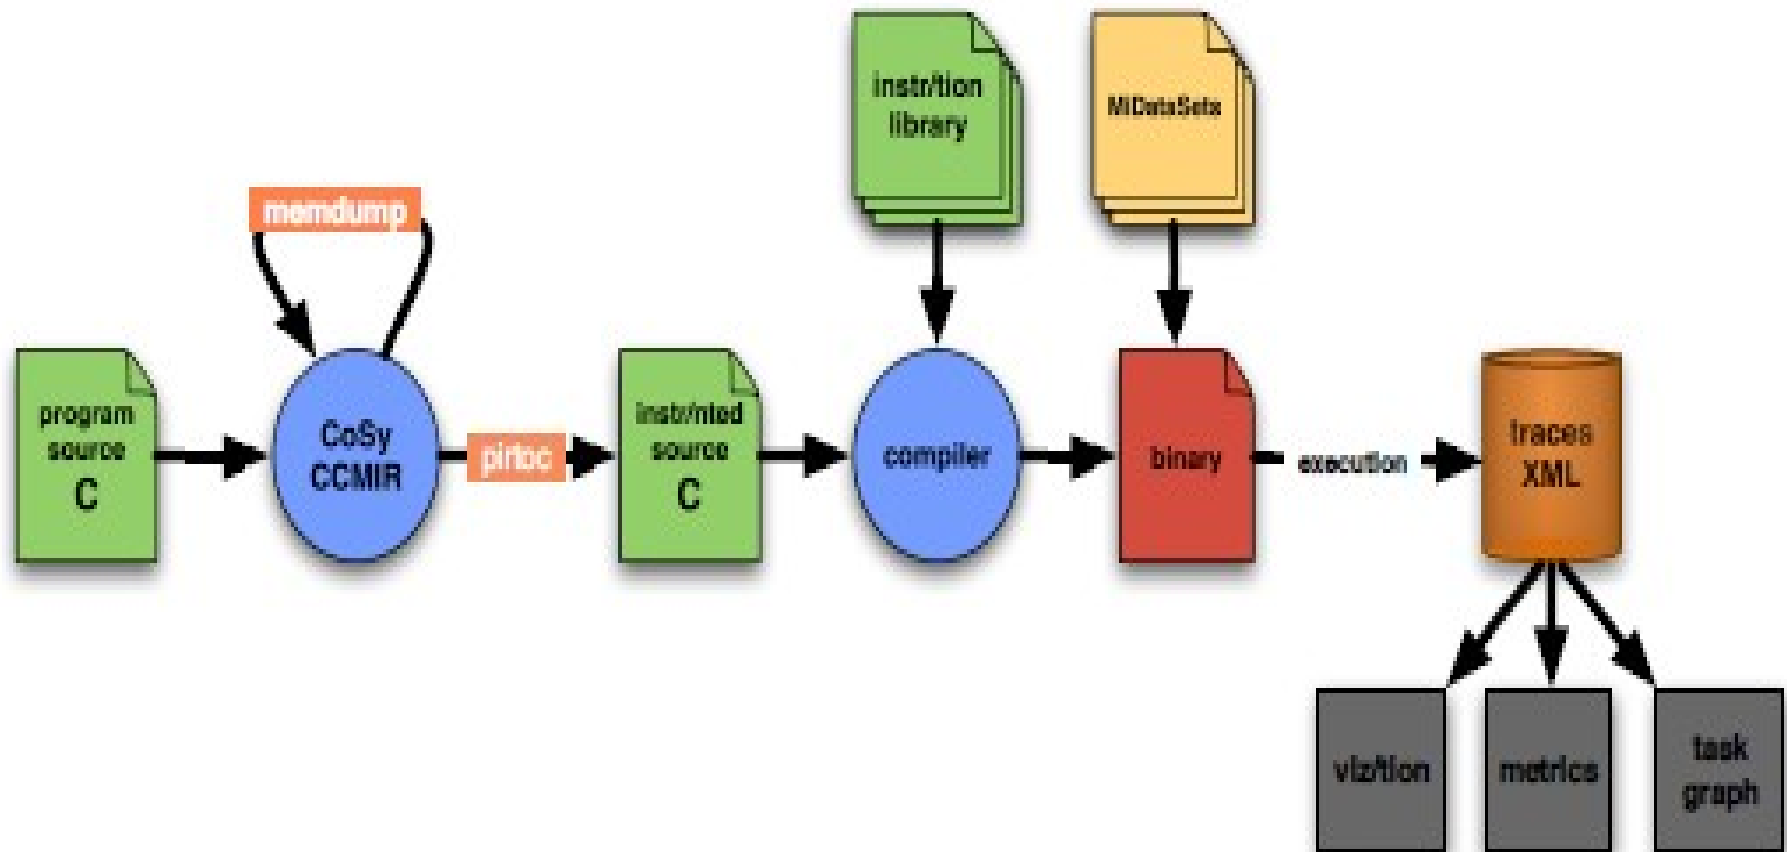 instr/tion
library
MiDataSets
memdump
program
source
C
CoSy
CCMIR
pirtoc
instr/nted
source
C
compiler
binary
execution
traces
XML
viz/tion
metrics
task
graph